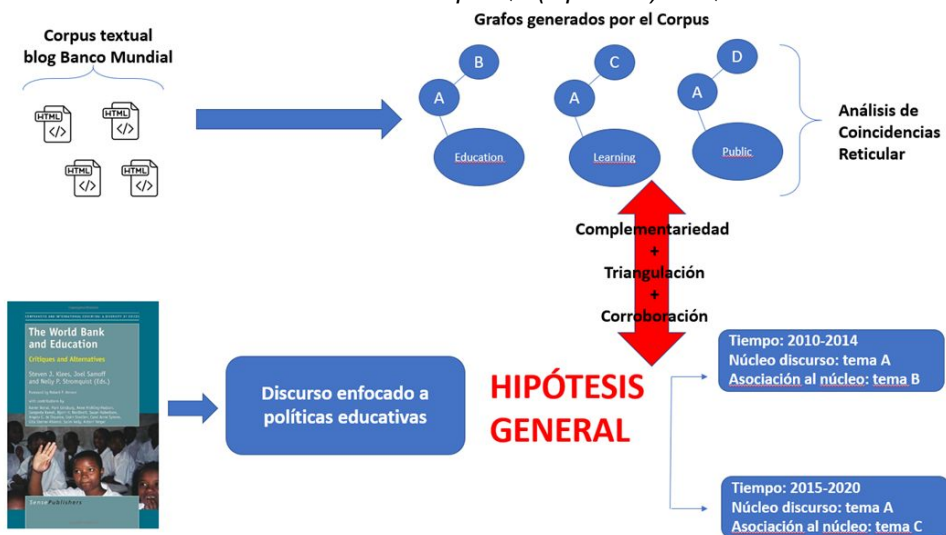 Grafos generados por el Corpus
Corpus textual
blog Banco Mundial
HTML
HTML
HTML
HTML
B
A
Education
C
A
Learning
D
A
Public
Análisis de
Coincidencias
Reticular
Complementariedad
+
Triangulación
+
Corroboración
The World Bank
and Education
Critiques and Alternatives
Steven J. Klees, Joel Samoff
and Nelly P. Stromquist (Eds.)
SensePublishers
Discurso enfocado a
políticas educativas
HIPÓTESIS
GENERAL
Tiempo: 2010-2014
Núcleo discurso: tema A
Asociación al núcleo: tema B
Tiempo: 2015-2020
Núcleo discurso: tema A
Asociación al núcleo: tema C